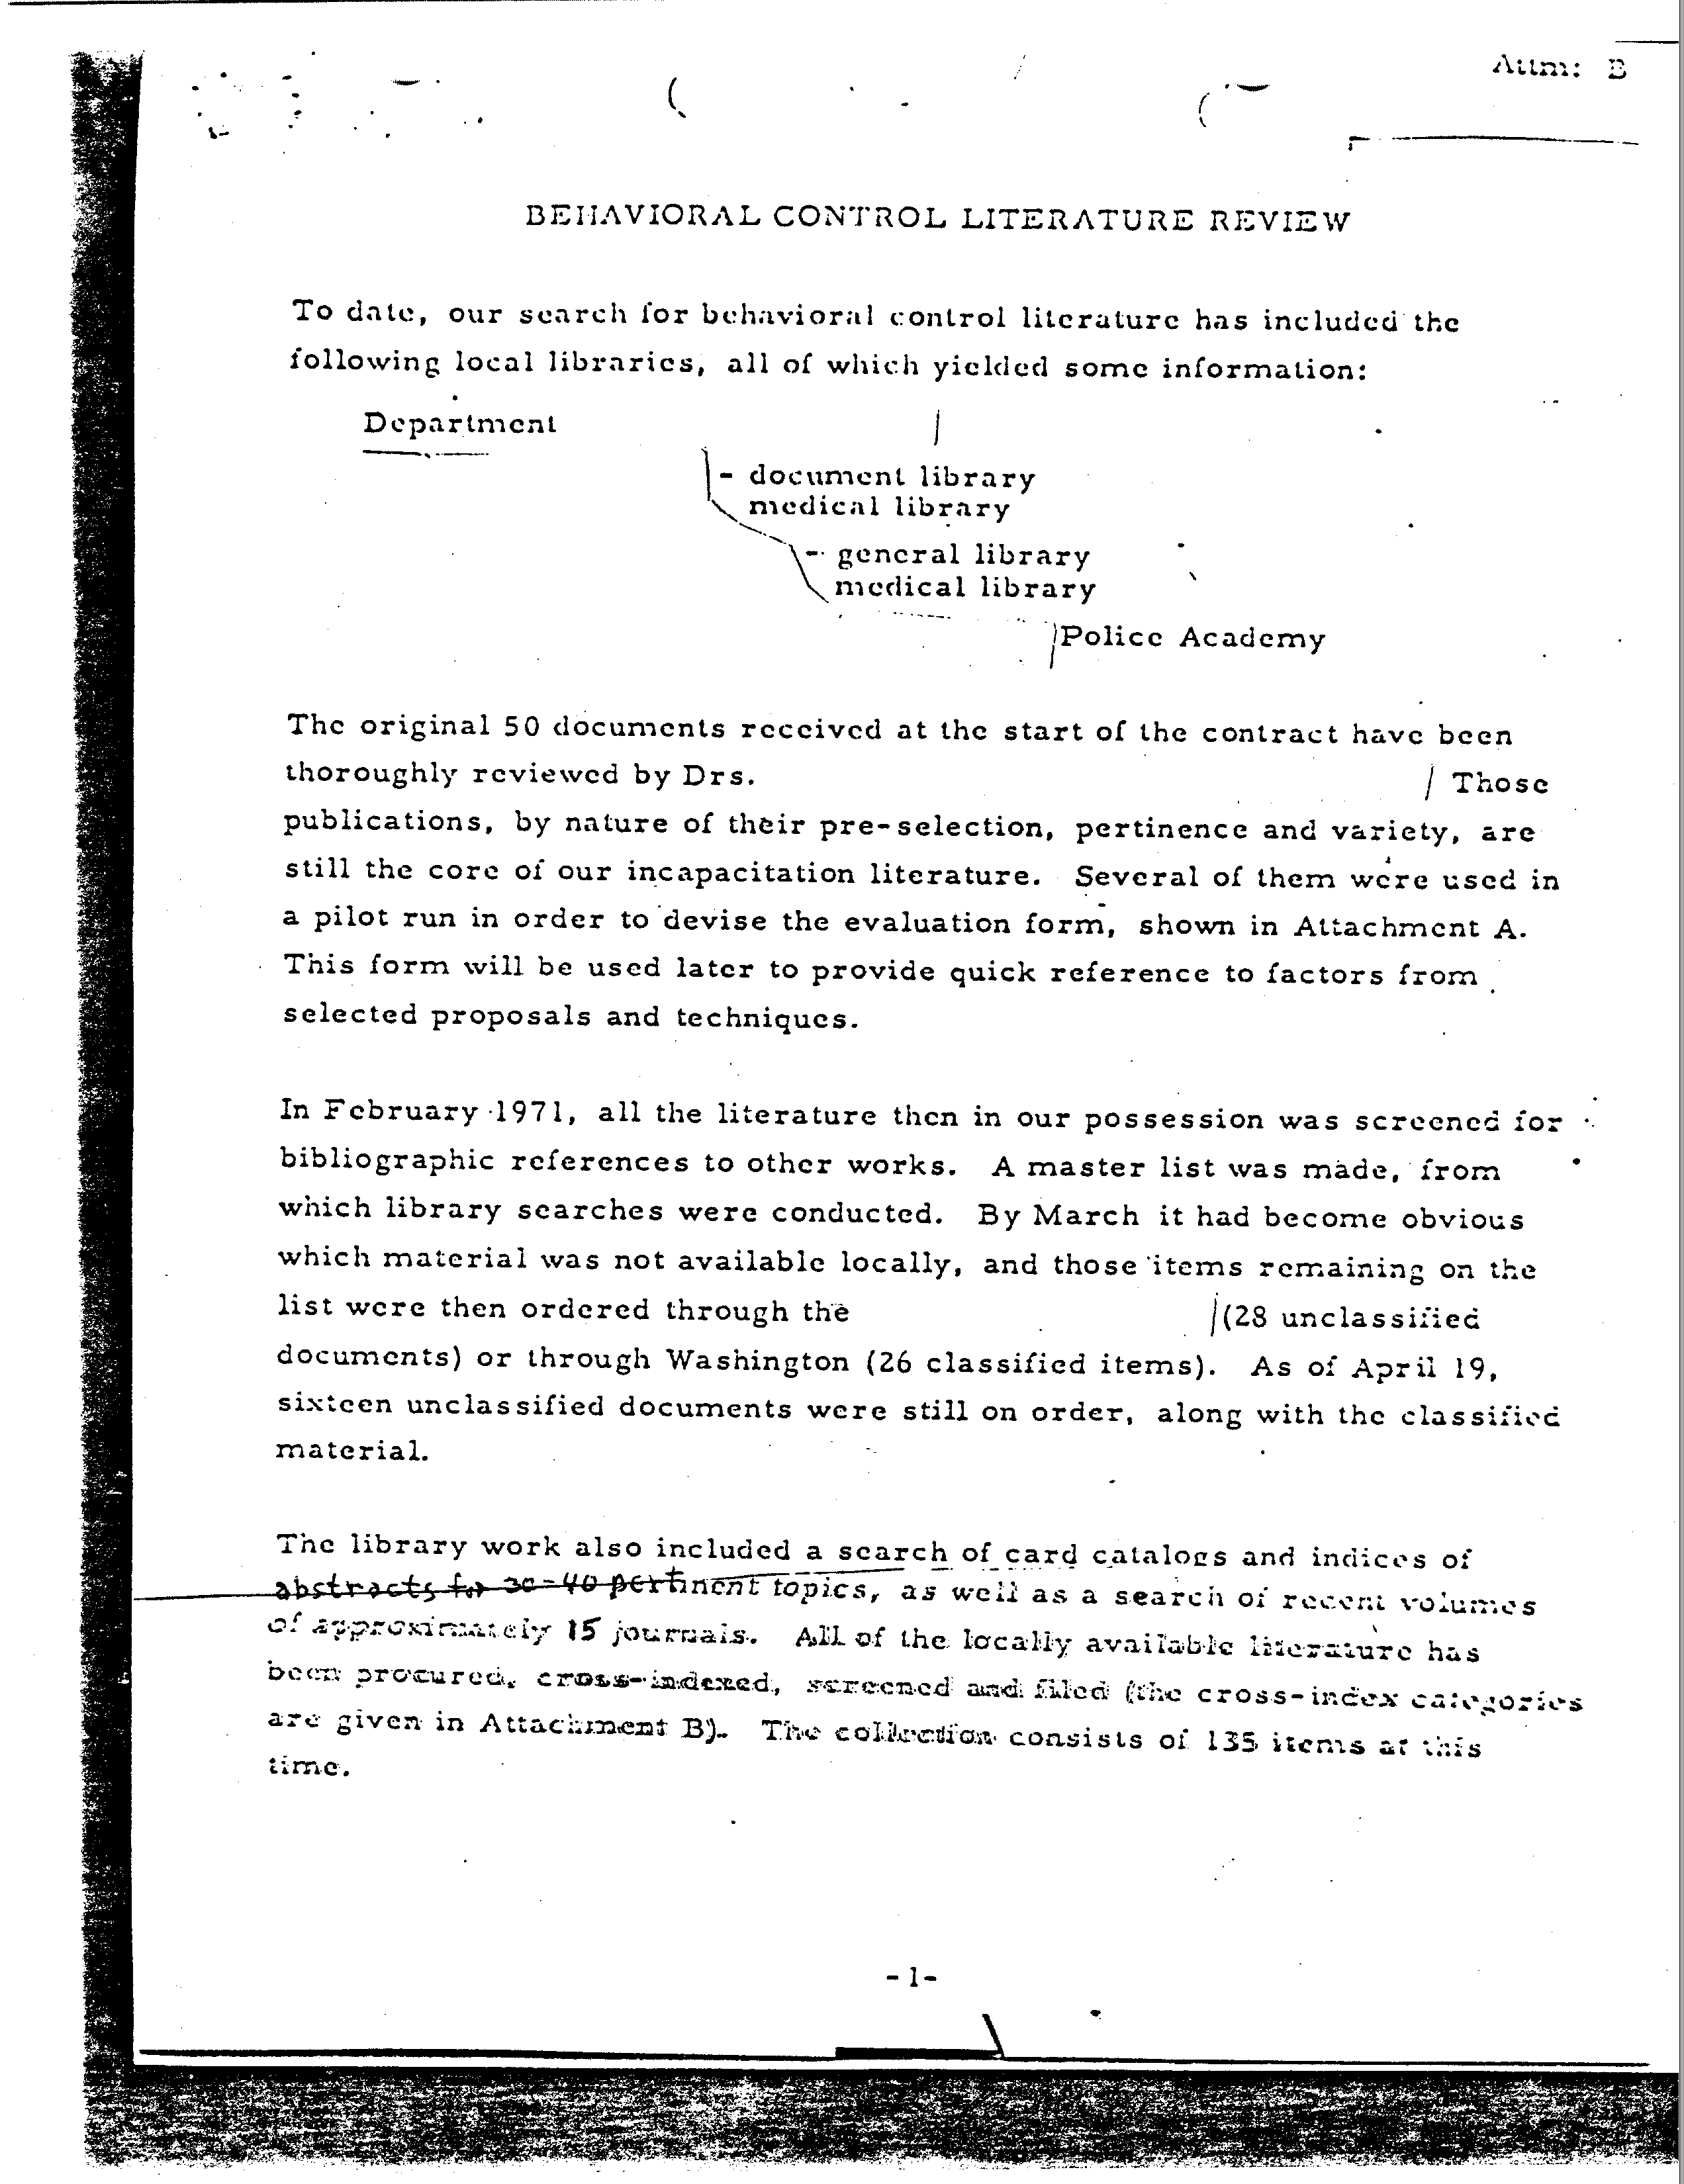 Attm: B
BEHAVIORAL CONTROL LITERATURE REVIEW
To date, our search for behavioral control literature has included the
following local libraries, all of which yielded some information:
Department
- document library
medical library
- general library
medical library
Police Academy
The original 50 documents received at the start of the contract have been
thoroughly reviewed by Drs. Those
publications, by nature of their pre-selection, pertinence and variety, are
still the core of our incapacitation literature. Several of them were used in
a pilot run in order to devise the evaluation form, shown in Attachment A.
This form will be used later to provide quick reference to factors from
selected proposals and techniques.
In February 1971, all the literature then in our possession was screened for
bibliographic references to other works. A master list was made, from
which library searches were conducted. By March it had become obvious
which material was not available locally, and those items remaining on the
list were then ordered through the (28 unclassified
documents) or through Washington (26 classified items). As of April 19,
sixteen unclassified documents were still on order, along with the classified
material.
The library work also included a search of card catalogs and indices of
abstracts for 30-40 pertinent topics, as well as a search of recent volumes
of approximately 15 journals. All of the locally available literature has
been procured, cross-indexed, screened and filed (the cross-index categories
are given in Attachment B). The collection consists of 135 items at this
time.
-1-